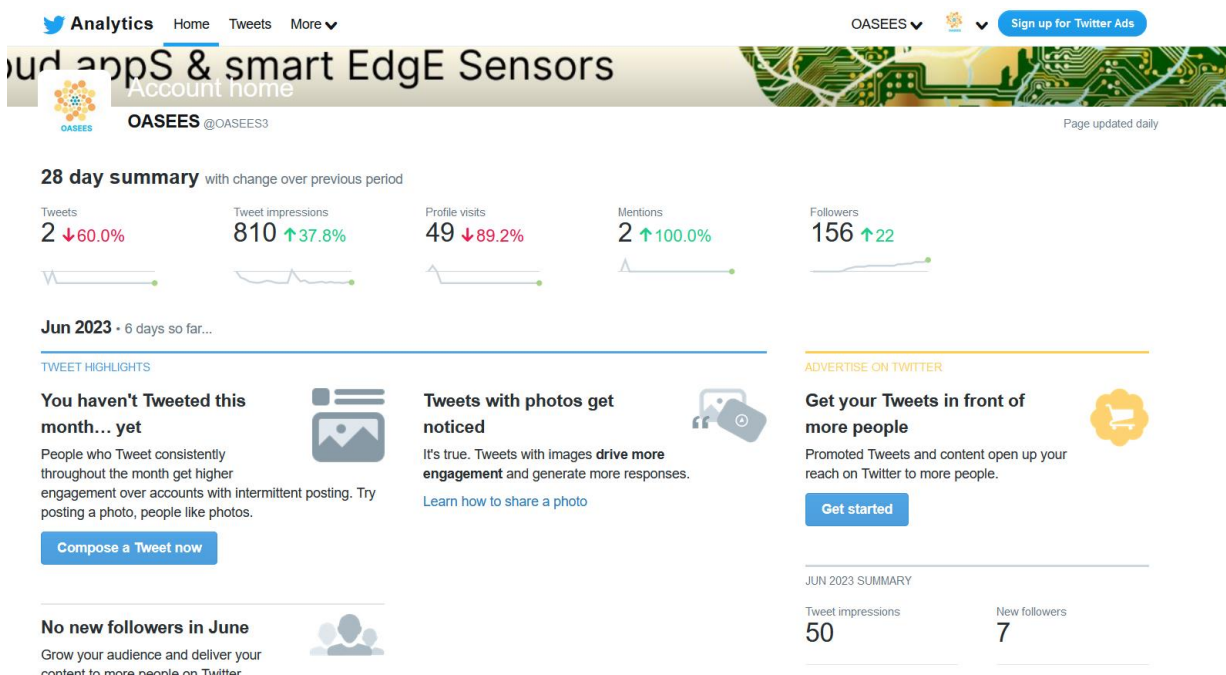 Analytics Home Tweets More OASEES Sign up for Twitter Ads
oud appS & smart EdgE Sensors
Account home
OASEES
OASEES @OASEES3 Page updated daily
28 day summary with change over previous period
Tweets Tweet impressions Profile visits Mentions Followers
2 ↓60.0% 810 ↑37.8% 49 ↓89.2% 2 ↑100.0% 156 ↑22
Jun 2023 • 6 days so far...
TWEET HIGHLIGHTS
You haven't Tweeted this
month... yet
People who Tweet consistently
throughout the month get higher
engagement over accounts with intermittent posting. Try
posting a photo, people like photos.
Compose a Tweet now
Tweets with photos get
noticed
It's true. Tweets with images drive more
engagement and generate more responses.
Learn how to share a photo
No new followers in June
Grow your audience and deliver your
content to more people on Twitter
ADVERTISE ON TWITTER
Get your Tweets in front of
more people
Promoted Tweets and content open up your
reach on Twitter to more people.
Get started
JUN 2023 SUMMARY
Tweet impressions New followers
50 7